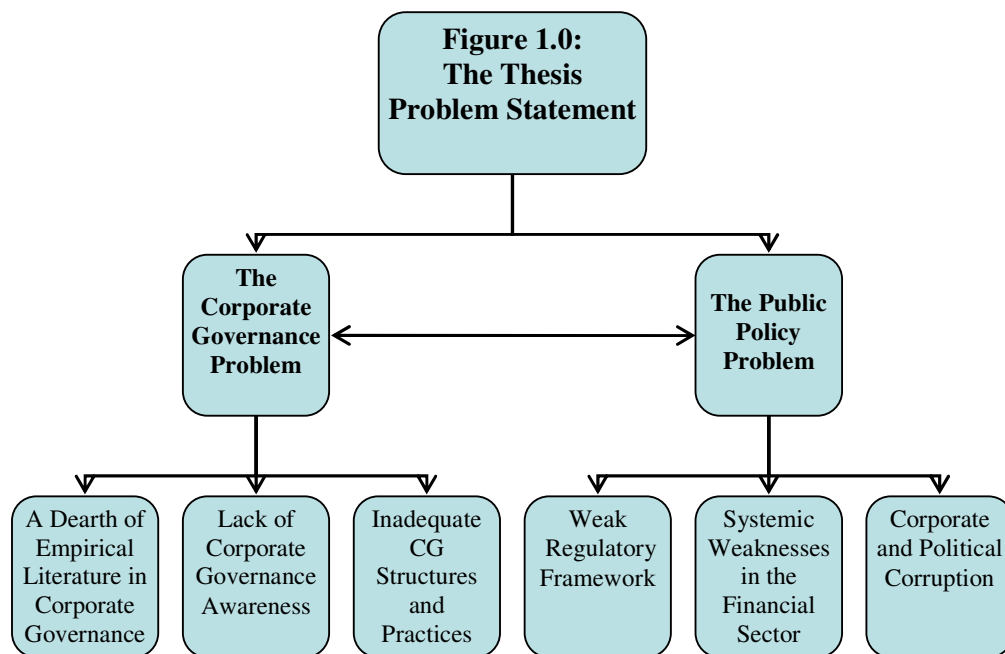 Figure 1.0:
The Thesis
Problem Statement
The
Corporate
Governance
Problem
The Public
Policy
Problem
A Dearth of
Empirical
Literature in
Corporate
Governance
Lack of
Corporate
Governance
Awareness
Inadequate
CG
Structures
and
Practices
Weak
Regulatory
Framework
Systemic
Weaknesses
in the
Financial
Sector
Corporate
and Political
Corruption